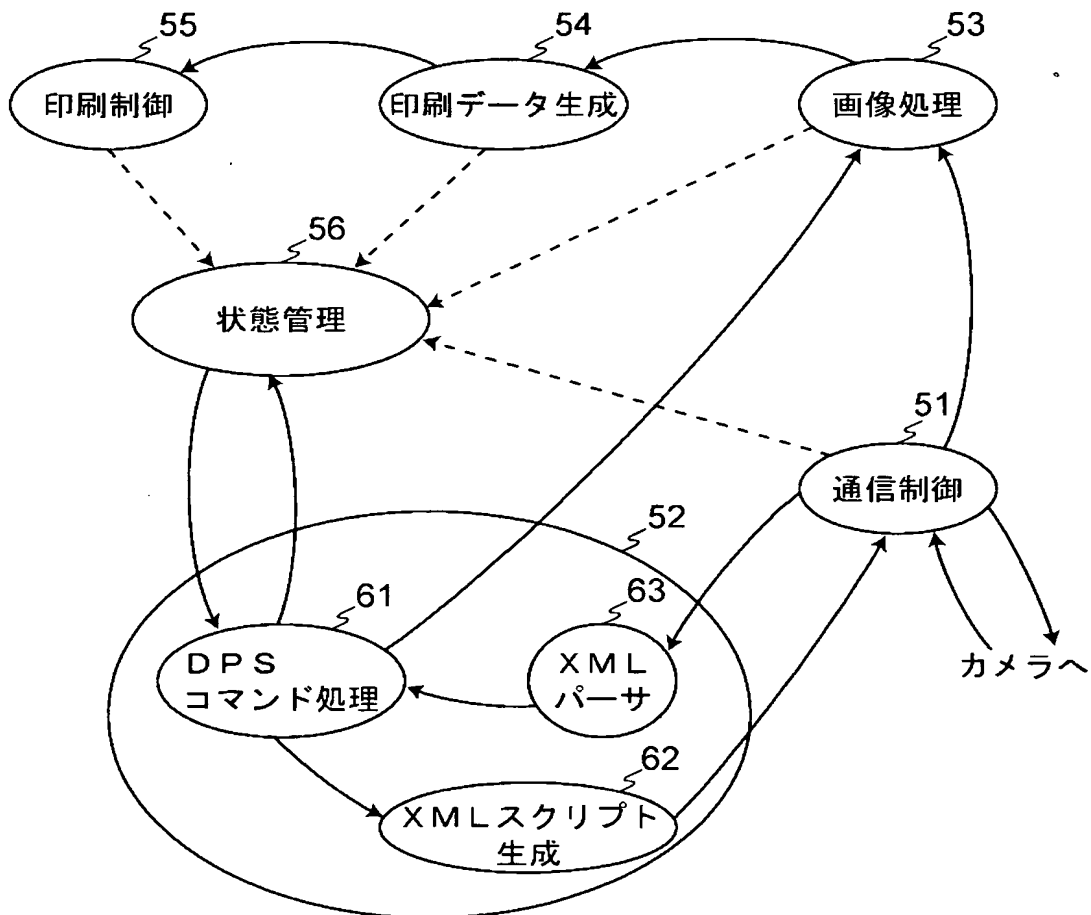 55
54
53
印刷制御
印刷データ生成
画像処理
56
状態管理
51
通信制御
52
61
63
DPS
コマンド処理
XML
パーサ
カメラへ
62
XMLスクリプト
生成